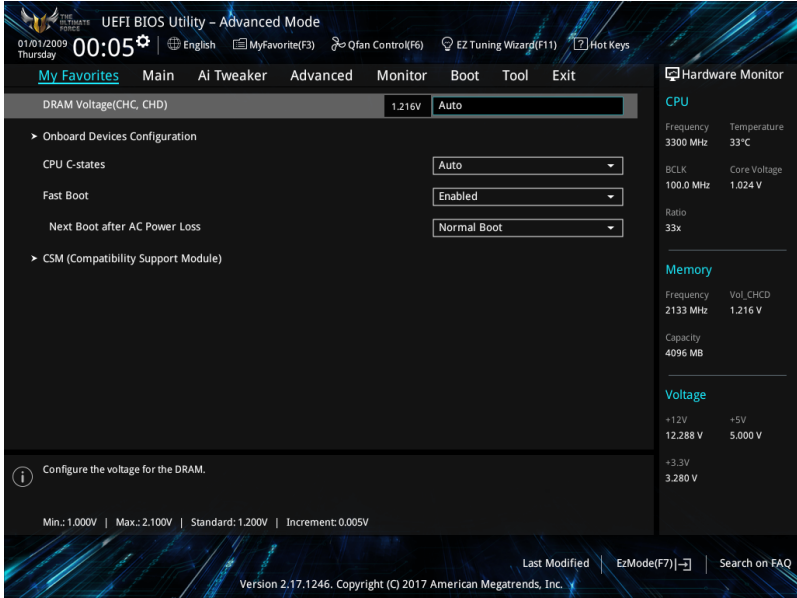 THE ULTIMATE FORCE
UEFI BIOS Utility – Advanced Mode
01/01/2009
Thursday
00:05
English
MyFavorite(F3)
Qfan Control(F6)
EZ Tuning Wizard(F11)
? Hot Keys
My Favorites Main Ai Tweaker Advanced Monitor Boot Tool Exit
DRAM Voltage(CHC, CHD) 1.216V Auto
> Onboard Devices Configuration
CPU C-states Auto
Fast Boot Enabled
Next Boot after AC Power Loss Normal Boot
> CSM (Compatibility Support Module)
Hardware Monitor
CPU
Frequency Temperature
3300 MHz 33°C
BCLK Core Voltage
100.0 MHz 1.024 V
Ratio
33x
Memory
Frequency Vol_CHCD
2133 MHz 1.216 V
Capacity
4096 MB
Voltage
+12V +5V
12.288 V 5.000 V
+3.3V
3.280 V
i Configure the voltage for the DRAM.
Min.: 1.000V | Max.: 2.100V | Standard: 1.200V | Increment: 0.005V
Last Modified EzMode(F7) Search on FAQ
Version 2.17.1246. Copyright (C) 2017 American Megatrends, Inc.